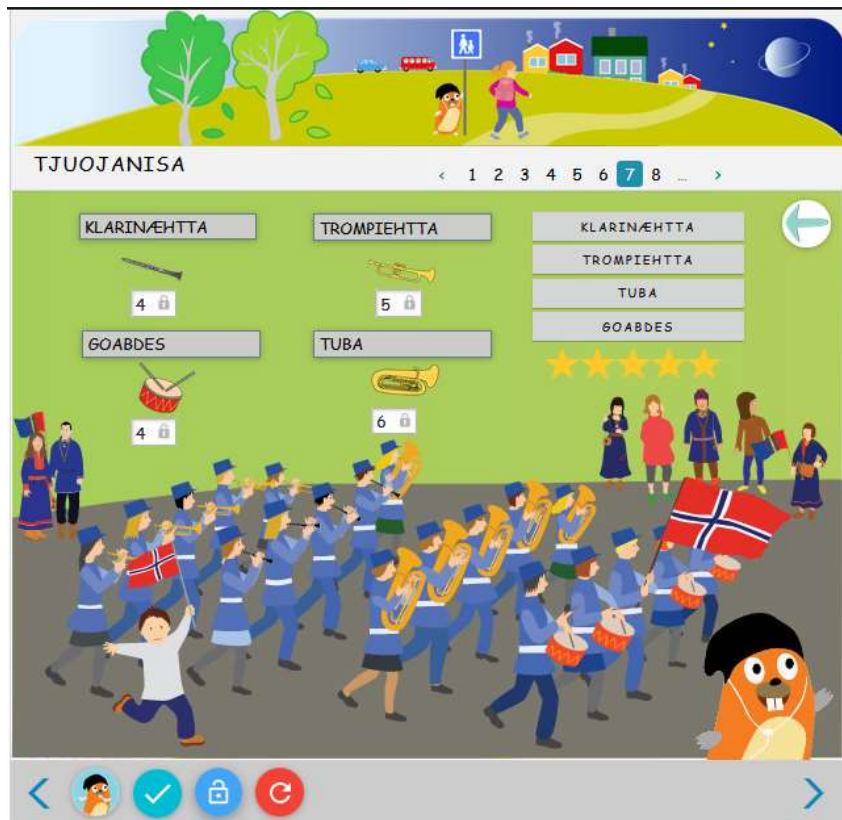 TJUOJANISA
‹ 1 2 3 4 5 6 7 8 … ›
KLARINÆHTTA
4
TROMPIEHTTA
5
GOABDES
4
TUBA
6
KLARINÆHTTA
TROMPIEHTTA
TUBA
GOABDES